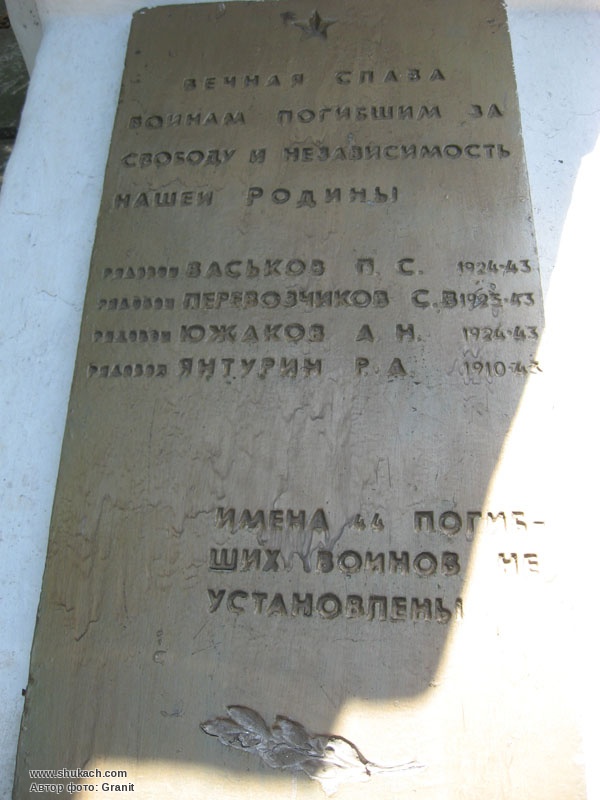 ВЕЧНАЯ СЛАВА
ВОИНАМ ПОГИБШИМ ЗА
СВОБОДУ И НЕЗАВИСИМОСТЬ
НАШЕЙ РОДИНЫ
РЯДОВОЙ ВАСЬКОВ П. С. 1924-43
РЯДОВОЙ ПЕРЕВОЗЧИКОВ С.В. 1925-43
РЯДОВОЙ ЮЖАКОВ А. Н. 1924-43
РЯДОВОЙ ЯНТУРИН Р. А. 1910-43
ИМЕНА 44 ПОГИБ-
ШИХ ВОИНОВ НЕ
УСТАНОВЛЕНЫ
www.shukach.com
Автор фото: Granit